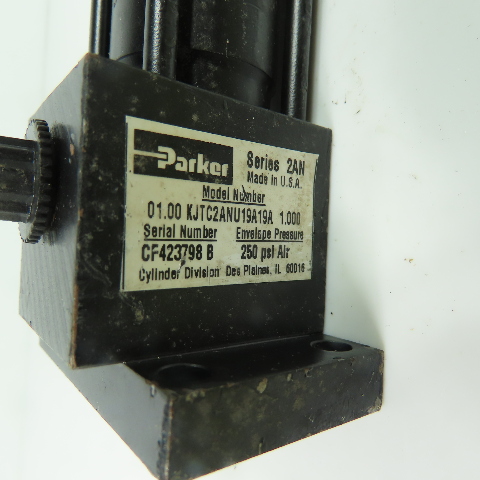 Parker Series 2AN
Made in U.S.A.
Model Number
01.00 KJTC2ANU19A19A 1.000
Serial Number Envelope Pressure
CF423798 B 250 psi Air
Cylinder Division Des Plaines, IL 60016